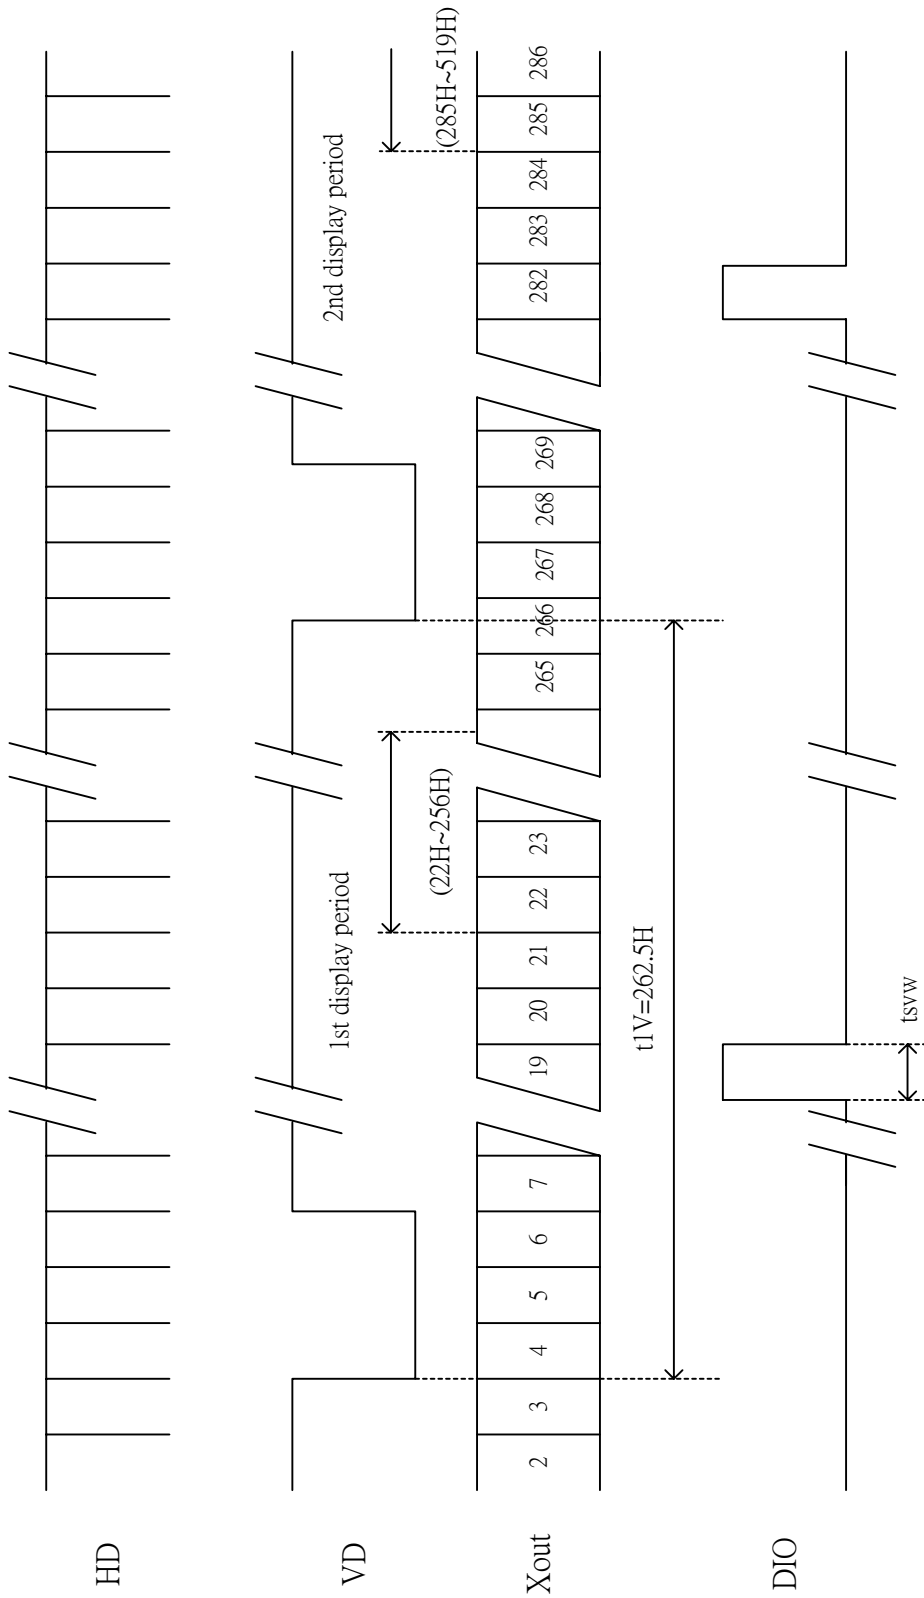 HD
VD
1st display period
2nd display period
(22H~256H)
(285H~519H)
Xout
2 3 4 5 6 7 19 20 21 22 23 265 266 267 268 269 282 283 284 285 286
t1V=262.5H
DIO
tsvw